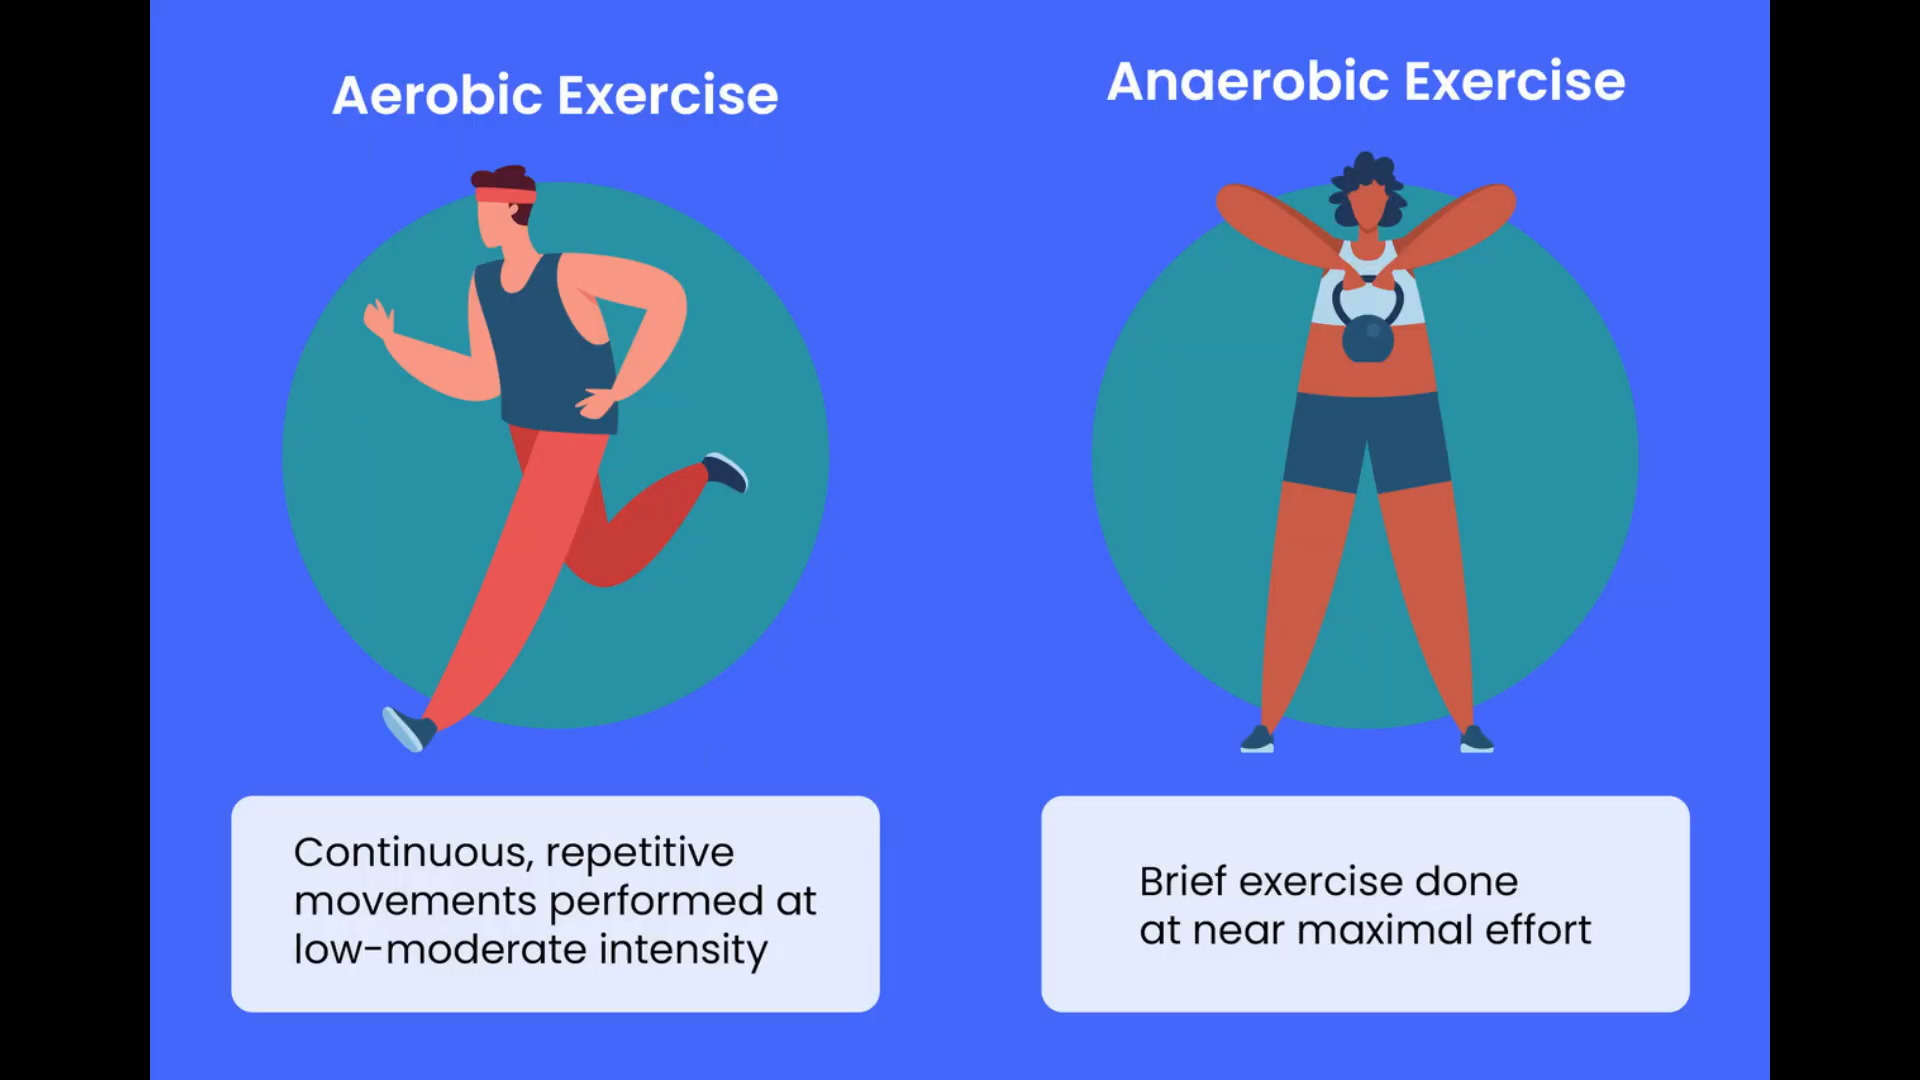 Aerobic Exercise
Continuous, repetitive
movements performed at
low-moderate intensity
Anaerobic Exercise
Brief exercise done
at near maximal effort